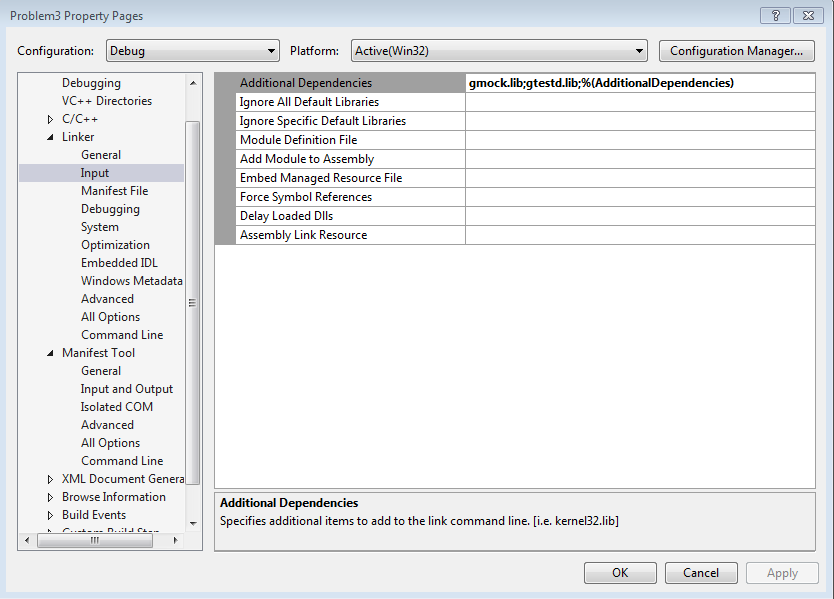 Problem3 Property Pages
Configuration: Debug Platform: Active(Win32) Configuration Manager...
Debugging
VC++ Directories
C/C++
Linker
General
Input
Manifest File
Debugging
System
Optimization
Embedded IDL
Windows Metadata
Advanced
All Options
Command Line
Manifest Tool
General
Input and Output
Isolated COM
Advanced
All Options
Command Line
XML Document Genera
Browse Information
Build Events
Custom Build Step
Additional Dependencies gmock.lib;gtestd.lib;%(AdditionalDependencies)
Ignore All Default Libraries
Ignore Specific Default Libraries
Module Definition File
Add Module to Assembly
Embed Managed Resource File
Force Symbol References
Delay Loaded Dlls
Assembly Link Resource
Additional Dependencies
Specifies additional items to add to the link command line. [i.e. kernel32.lib]
OK Cancel Apply